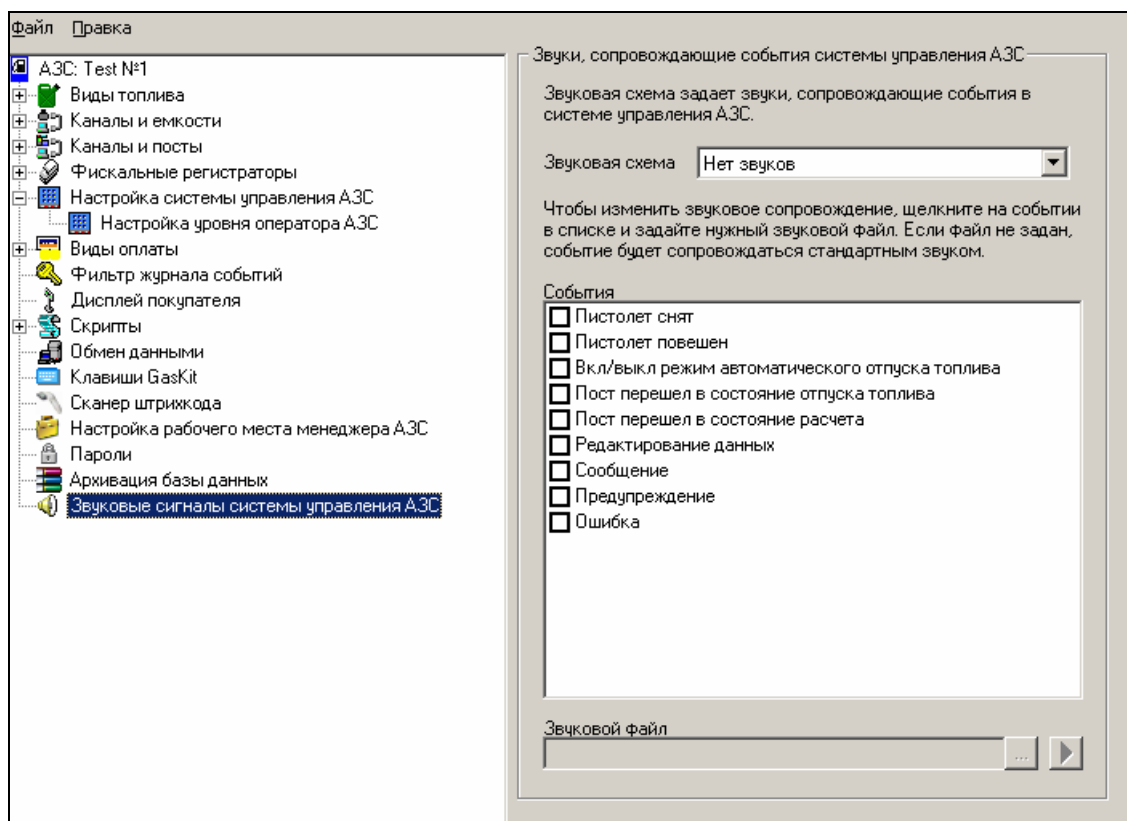 Файл Правка
АЗС: Test №1
Виды топлива
Каналы и емкости
Каналы и посты
Фискальные регистраторы
Настройка системы управления АЗС
Настройка уровня оператора АЗС
Виды оплаты
Фильтр журнала событий
Дисплей покупателя
Скрипты
Обмен данными
Клавиши GasKit
Сканер штрихкода
Настройка рабочего места менеджера АЗС
Пароли
Архивация базы данных
Звуковые сигналы системы управления АЗС
Звуки, сопровождающие события системы управления АЗС
Звуковая схема задает звуки, сопровождающие события в
системе управления АЗС.
Звуковая схема Нет звуков
Чтобы изменить звуковое сопровождение, щелкните на событии
в списке и задайте нужный звуковой файл. Если файл не задан,
событие будет сопровождаться стандартным звуком.
События
Пистолет снят
Пистолет повешен
Вкл/выкл режим автоматического отпуска топлива
Пост перешел в состояние отпуска топлива
Пост перешел в состояние расчета
Редактирование данных
Сообщение
Предупреждение
Ошибка
Звуковой файл
...